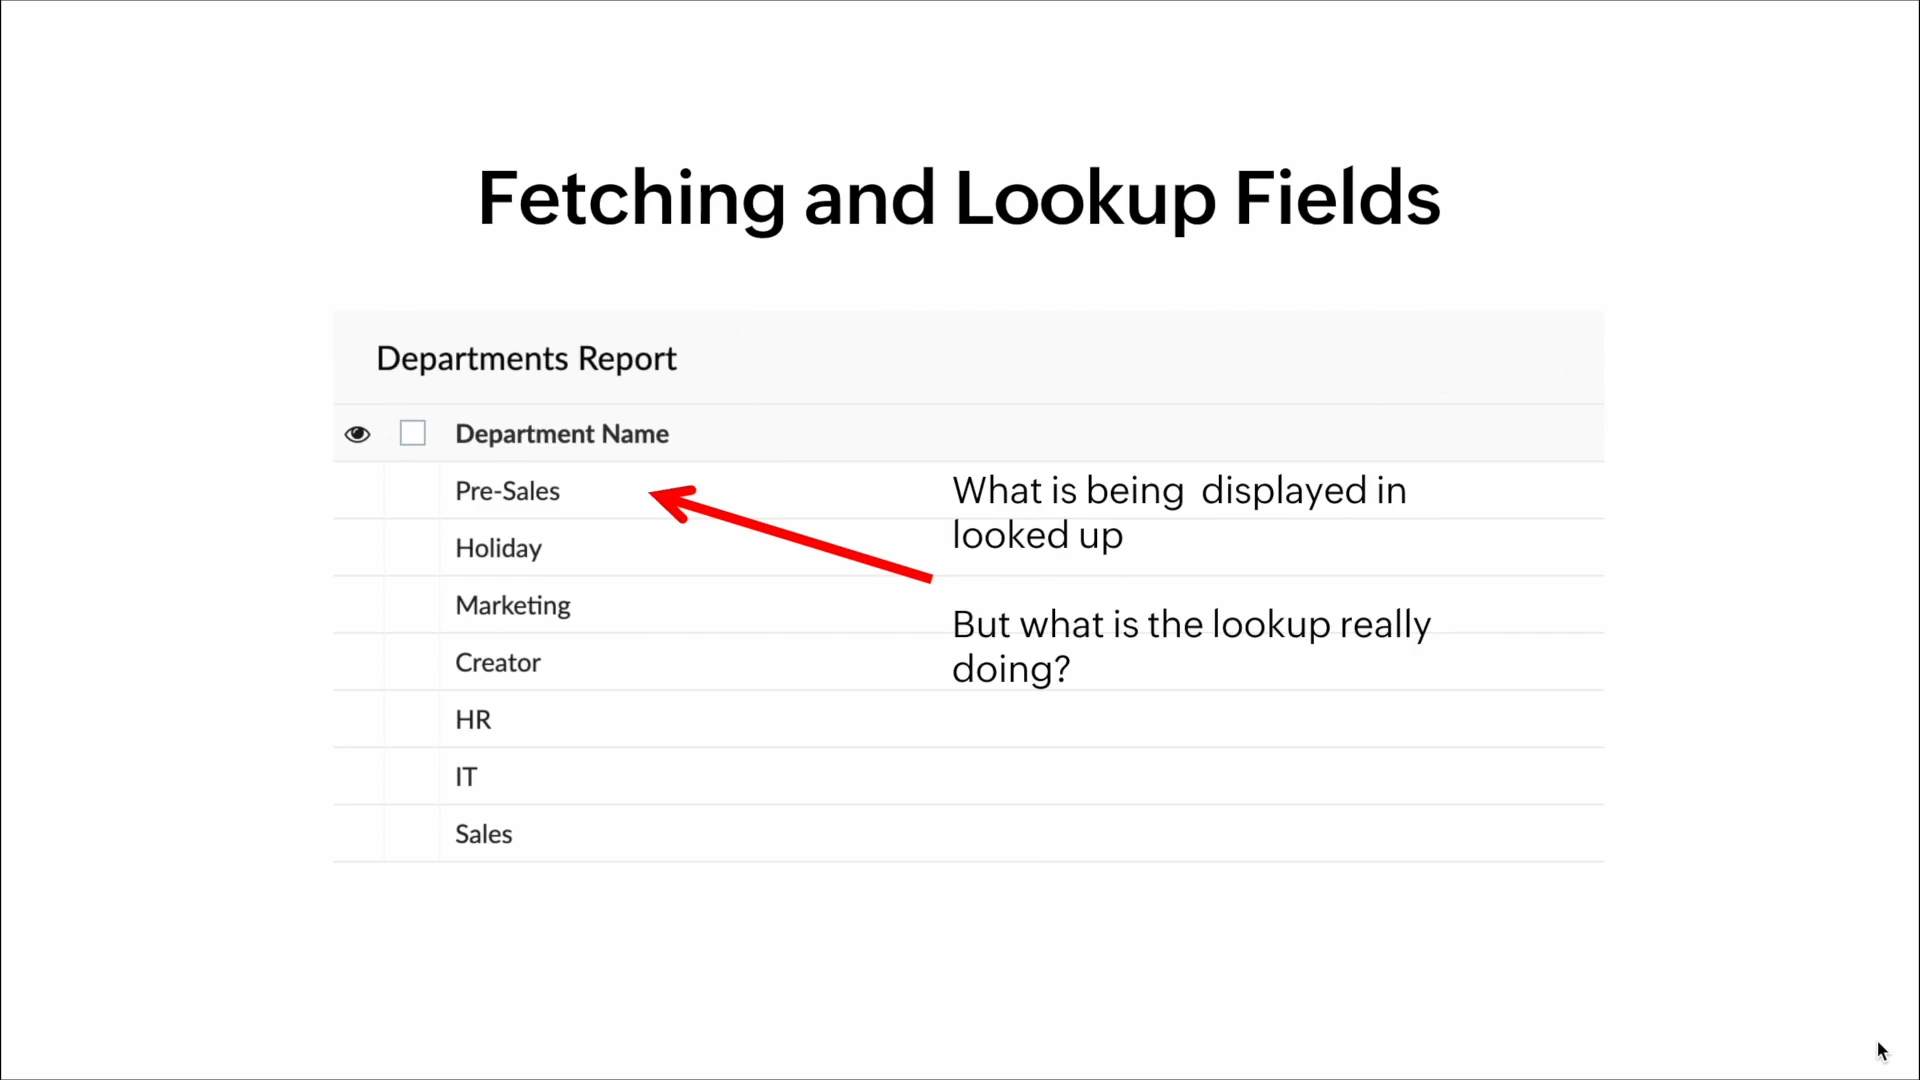 Fetching and Lookup Fields
Departments Report
Department Name
Pre-Sales
What is being displayed in
looked up
Holiday
Marketing
But what is the lookup really
doing?
Creator
HR
IT
Sales